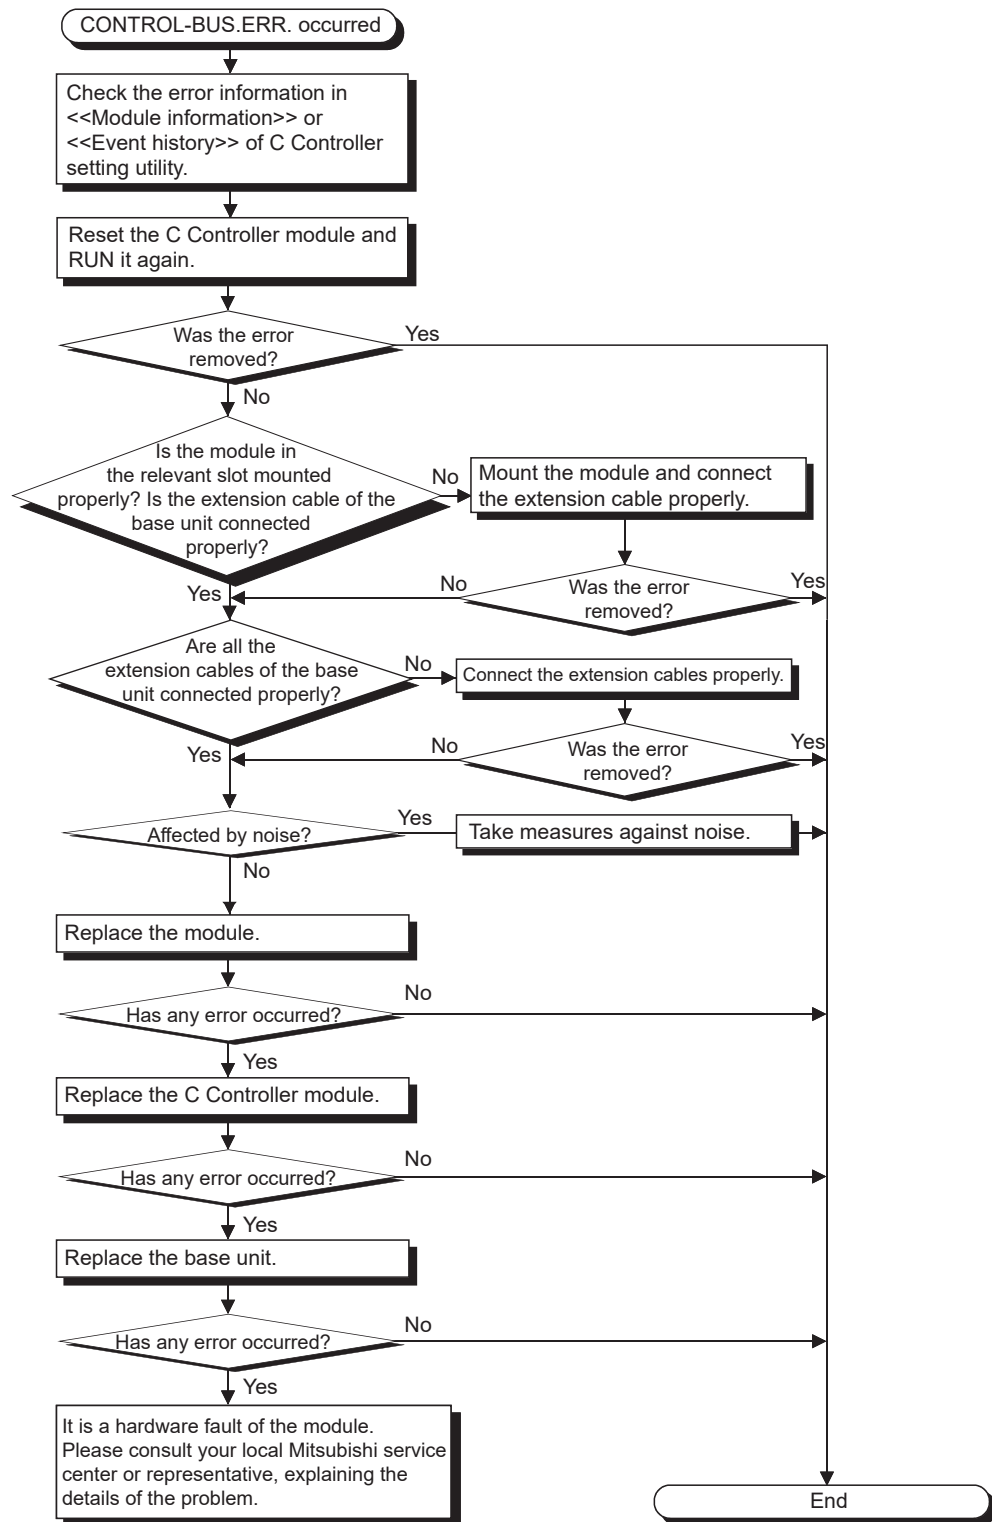 CONTROL-BUS.ERR. occurred
Check the error information in
<<Module information>> or
<<Event history>> of C Controller
setting utility.
Reset the C Controller module and
RUN it again.
Was the error
removed?
Yes
No
Is the module in
the relevant slot mounted
properly? Is the extension cable of the
base unit connected
properly?
No
Mount the module and connect
the extension cable properly.
Yes
No
Was the error
removed?
Yes
Are all the
extension cables of the base
unit connected properly?
No
Connect the extension cables properly.
Yes
No
Was the error
removed?
Yes
Affected by noise?
Yes
Take measures against noise.
No
Replace the module.
Has any error occurred?
No
Yes
Replace the C Controller module.
Has any error occurred?
No
Yes
Replace the base unit.
Has any error occurred?
No
Yes
It is a hardware fault of the module.
Please consult your local Mitsubishi service
center or representative, explaining the
details of the problem.
End